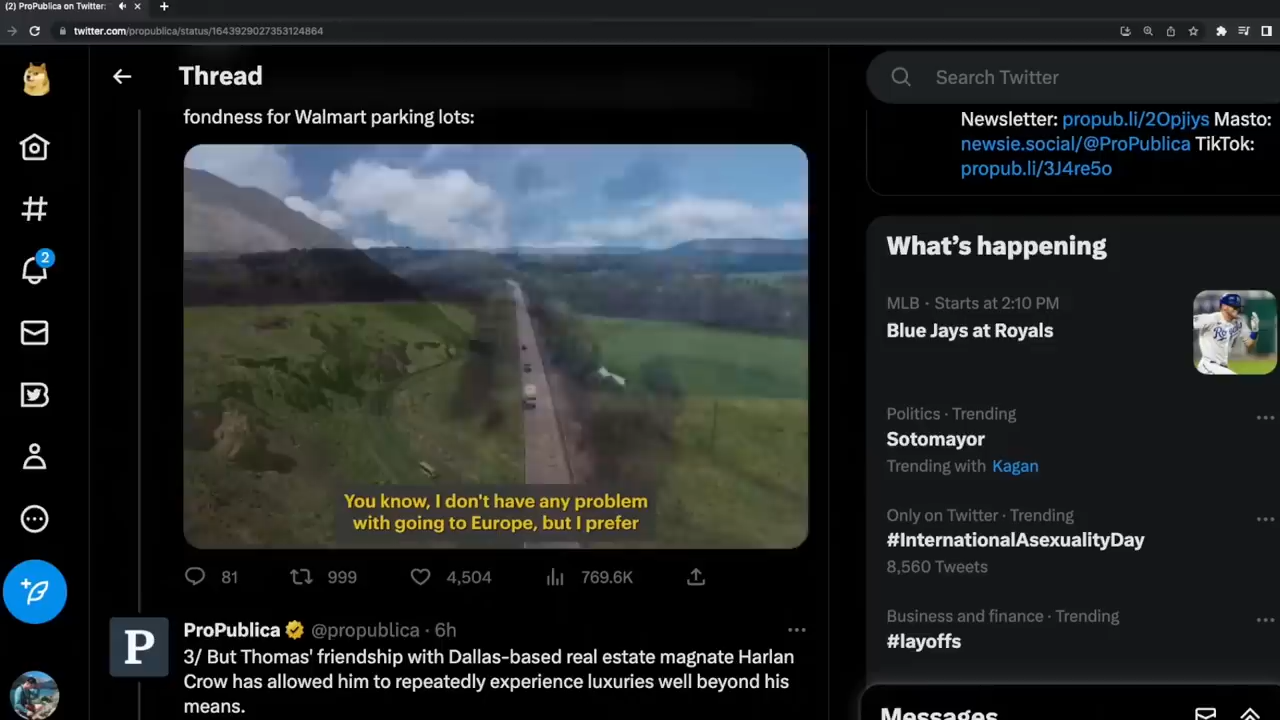 (2) ProPublica on Twitter:
twitter.com/propublica/status/1643929027353124864
Thread
fondness for Walmart parking lots:
You know, I don't have any problem
with going to Europe, but I prefer
81 999 4,504 769.6K
P
ProPublica @propublica · 6h
3/ But Thomas' friendship with Dallas-based real estate magnate Harlan
Crow has allowed him to repeatedly experience luxuries well beyond his
means.
2
Search Twitter
Newsletter: propub.li/2Opjiys Masto:
newsie.social/@ProPublica TikTok:
propub.li/3J4re5o
What's happening
MLB · Starts at 2:10 PM
Blue Jays at Royals
Royals
Politics · Trending
Sotomayor
Trending with Kagan
Only on Twitter · Trending
#InternationalAsexualityDay
8,560 Tweets
Business and finance · Trending
#layoffs
Messages